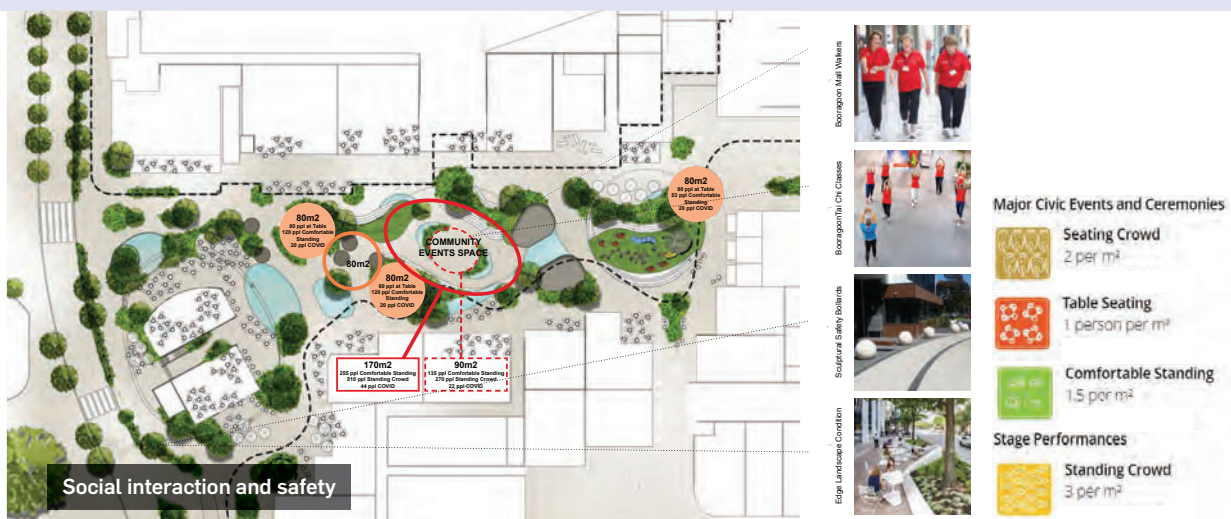 80m2
80 ppl at Table
120 ppl Comfortable
Standing
20 ppl COVID
80m2
80m2
80 ppl at Table
120 ppl Comfortable
Standing
20 ppl COVID
COMMUNITY
EVENTS SPACE
80m2
80 ppl at Table
53 ppl Comfortable
Standing
20 ppl COVID
170m2
255 ppl Comfortable Standing
510 ppl Standing Crowd
44 ppl COVID
90m2
135 ppl Comfortable Standing
270 ppl Standing Crowd
22 ppl COVID
Social interaction and safety
Booragoon Mall Walkers
BooragoonTai Chi Classes
Sculptural Safety Bollards
Edge Landscape Condition
Major Civic Events and Ceremonies
Seating Crowd
2 per m²
Table Seating
1 person per m²
Comfortable Standing
1.5 per m²
Stage Performances
Standing Crowd
3 per m²